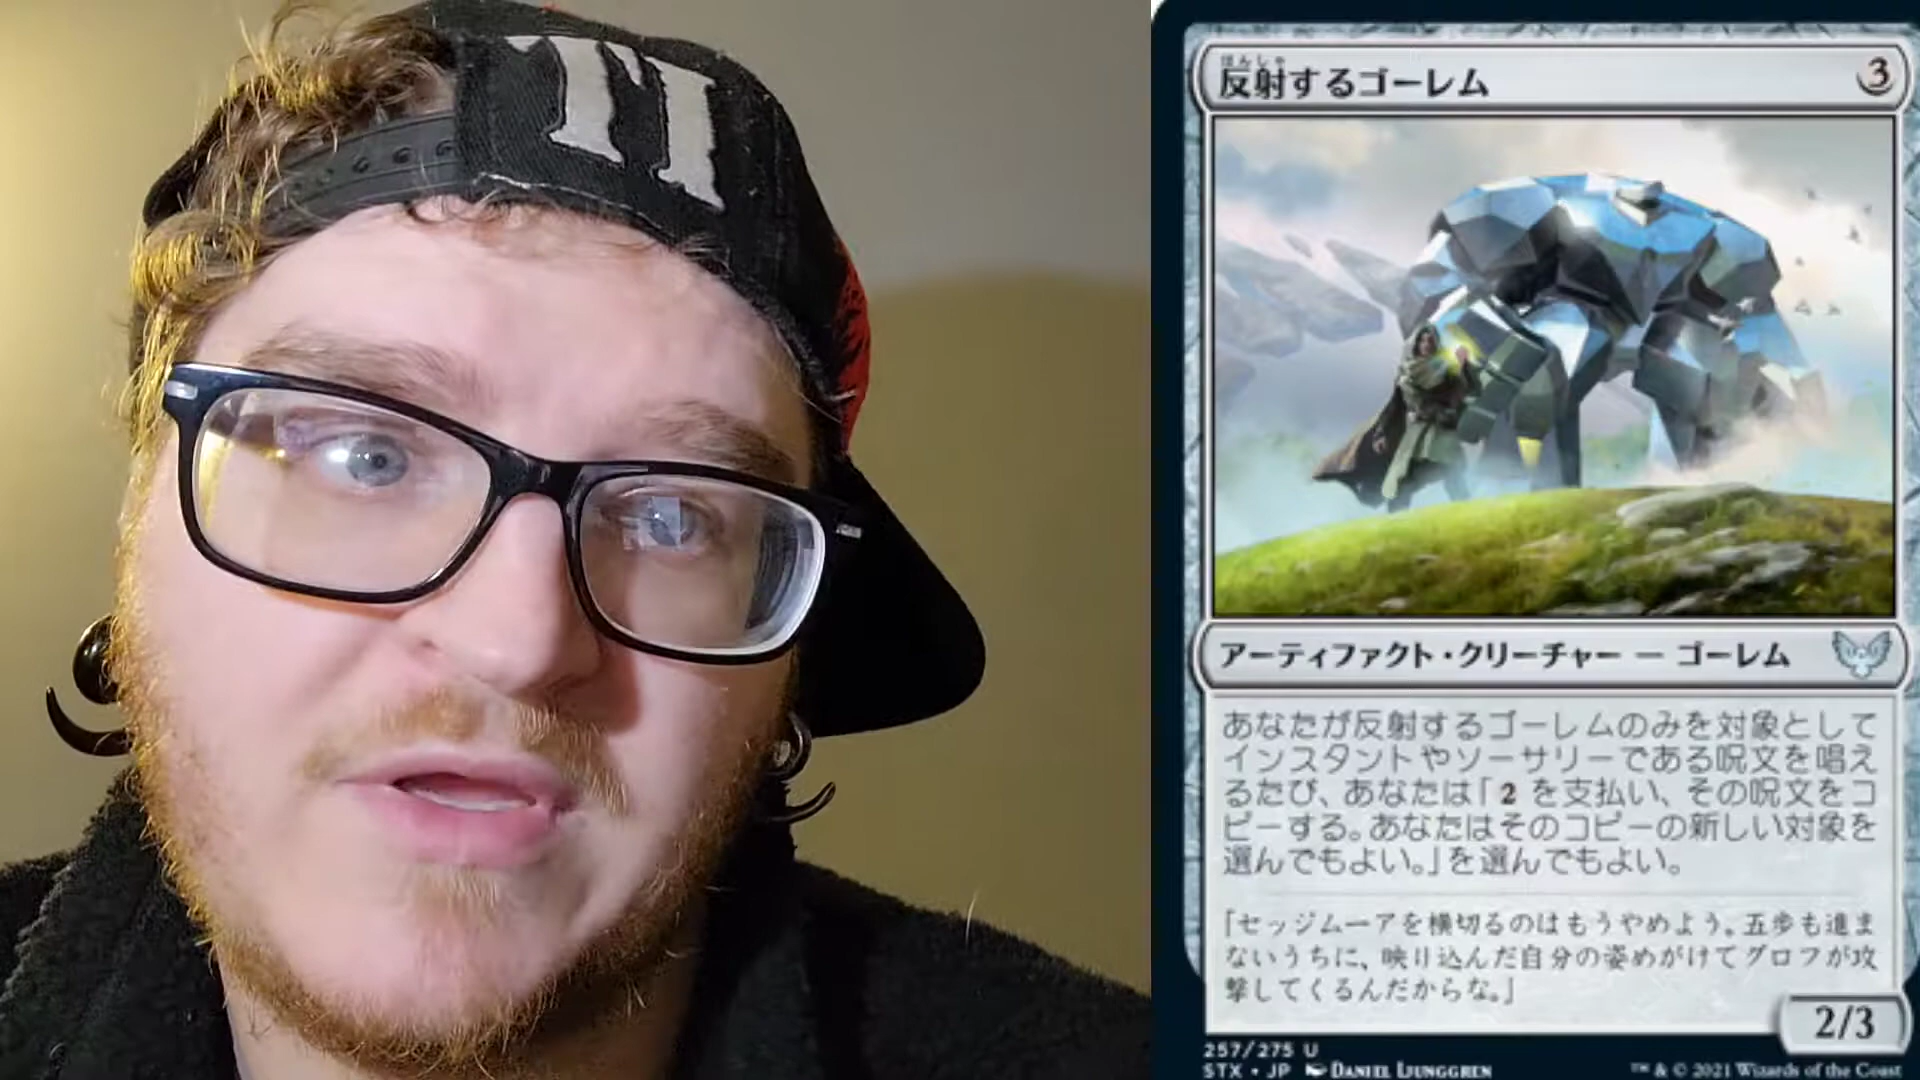 はんしゃ
反射するゴーレム
3
アーティファクト・クリーチャー — ゴーレム
あなたが反射するゴーレムのみを対象として
インスタントやソーサリーである呪文を唱え
るたび、あなたは「2 を支払い、その呪文をコ
ピーする。あなたはそのコピーの新しい対象を
選んでもよい。」を選んでもよい。
「セッジムーアを横切るのはもうやめよう。五歩も進ま
ないうちに、映り込んだ自分の姿めがけてグロフが攻
撃してくるんだからな。」
2/3
257/275 U
STX • JP DANIEL LJUNGGREN
™ & © 2021 Wizards of the Coast